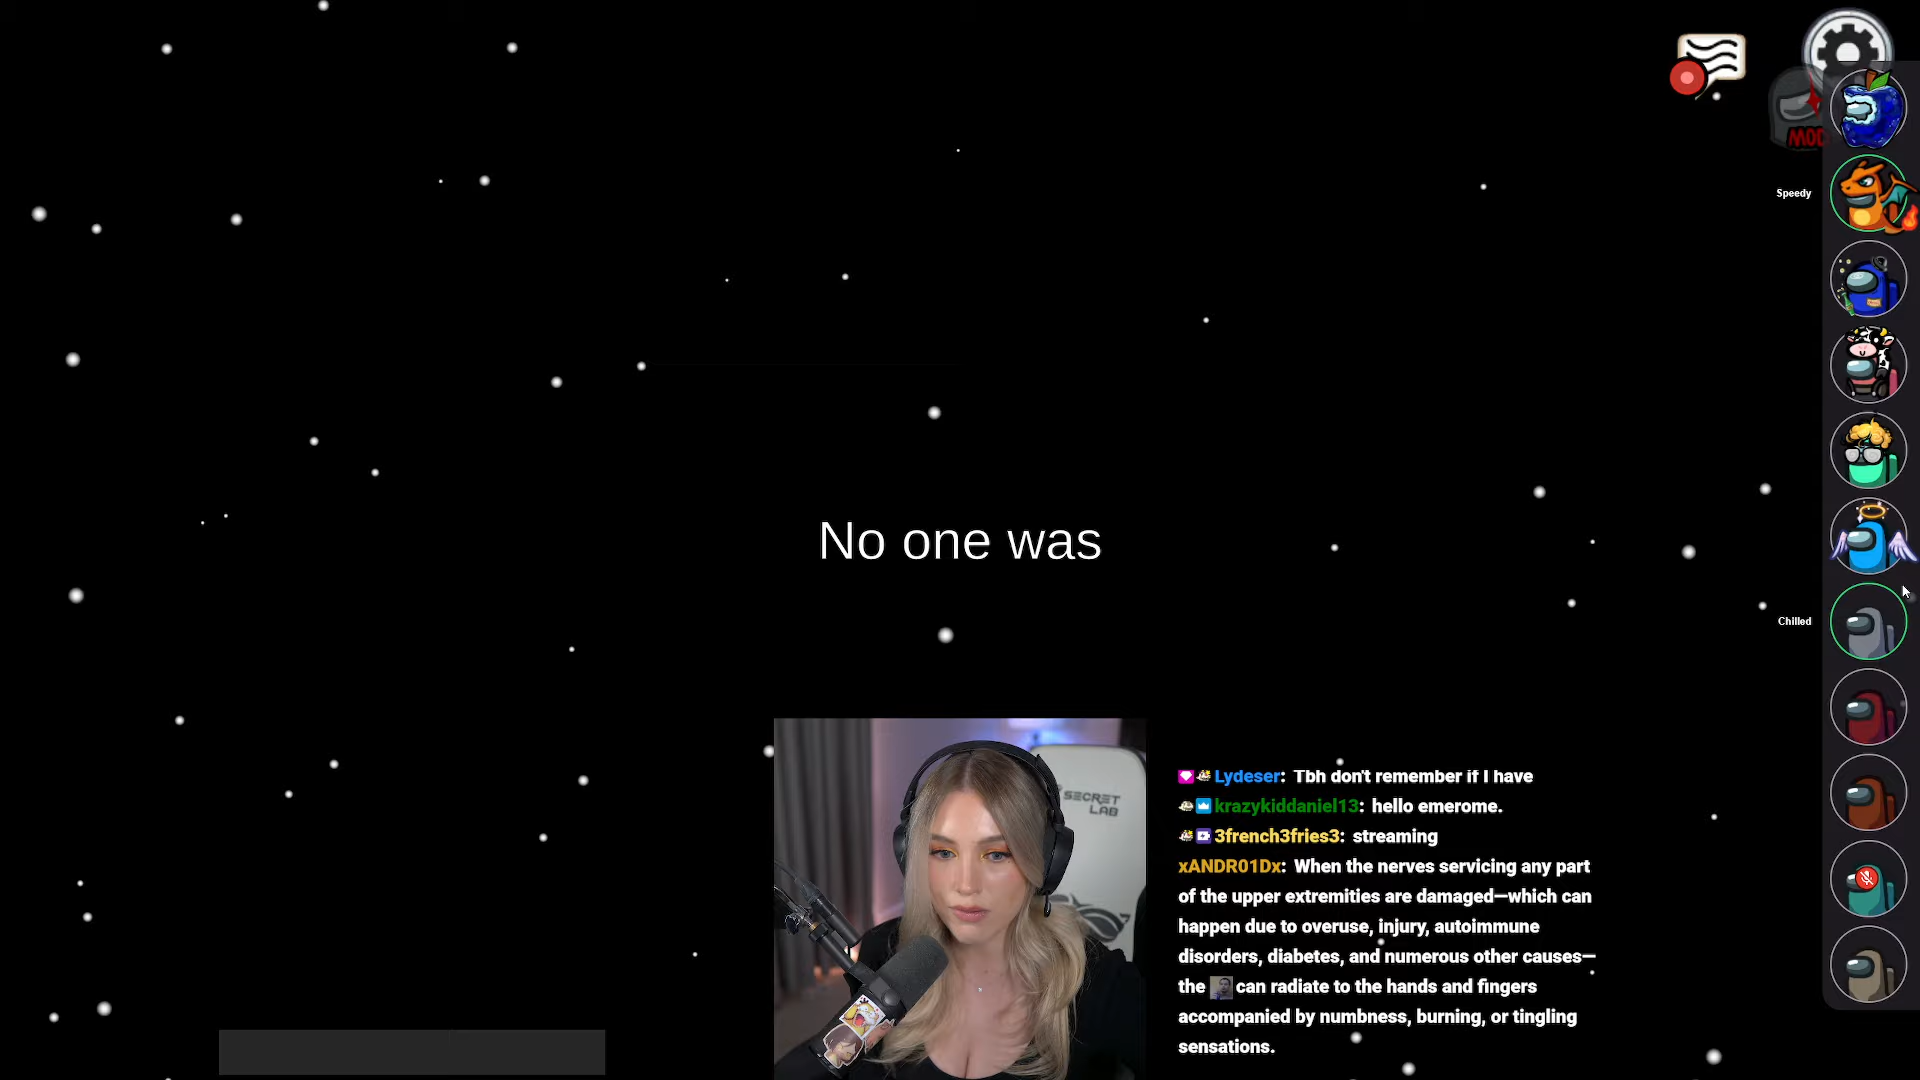 MOD
Speedy
No one was
Chilled
SECRET
LAB
Lydeser: Tbh don't remember if I have
krazykiddaniel13: hello emerome.
3french3fries3: streaming
xANDR01Dx: When the nerves servicing any part
of the upper extremities are damaged—which can
happen due to overuse, injury, autoimmune
disorders, diabetes, and numerous other causes—
the can radiate to the hands and fingers
accompanied by numbness, burning, or tingling
sensations.